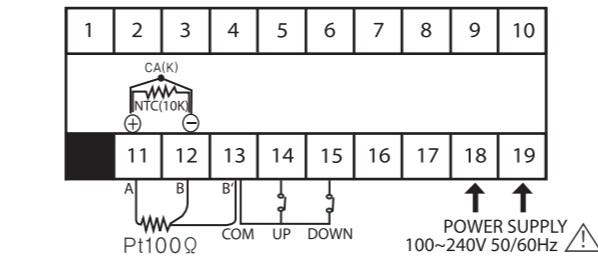 1 2 3 4 5 6 7 8 9 10
CA(K)
NTC(10K)
+ −
11 12 13 14 15 16 17 18 19
A B B'
COM UP DOWN
Pt100Ω
POWER SUPPLY
100~240V 50/60Hz